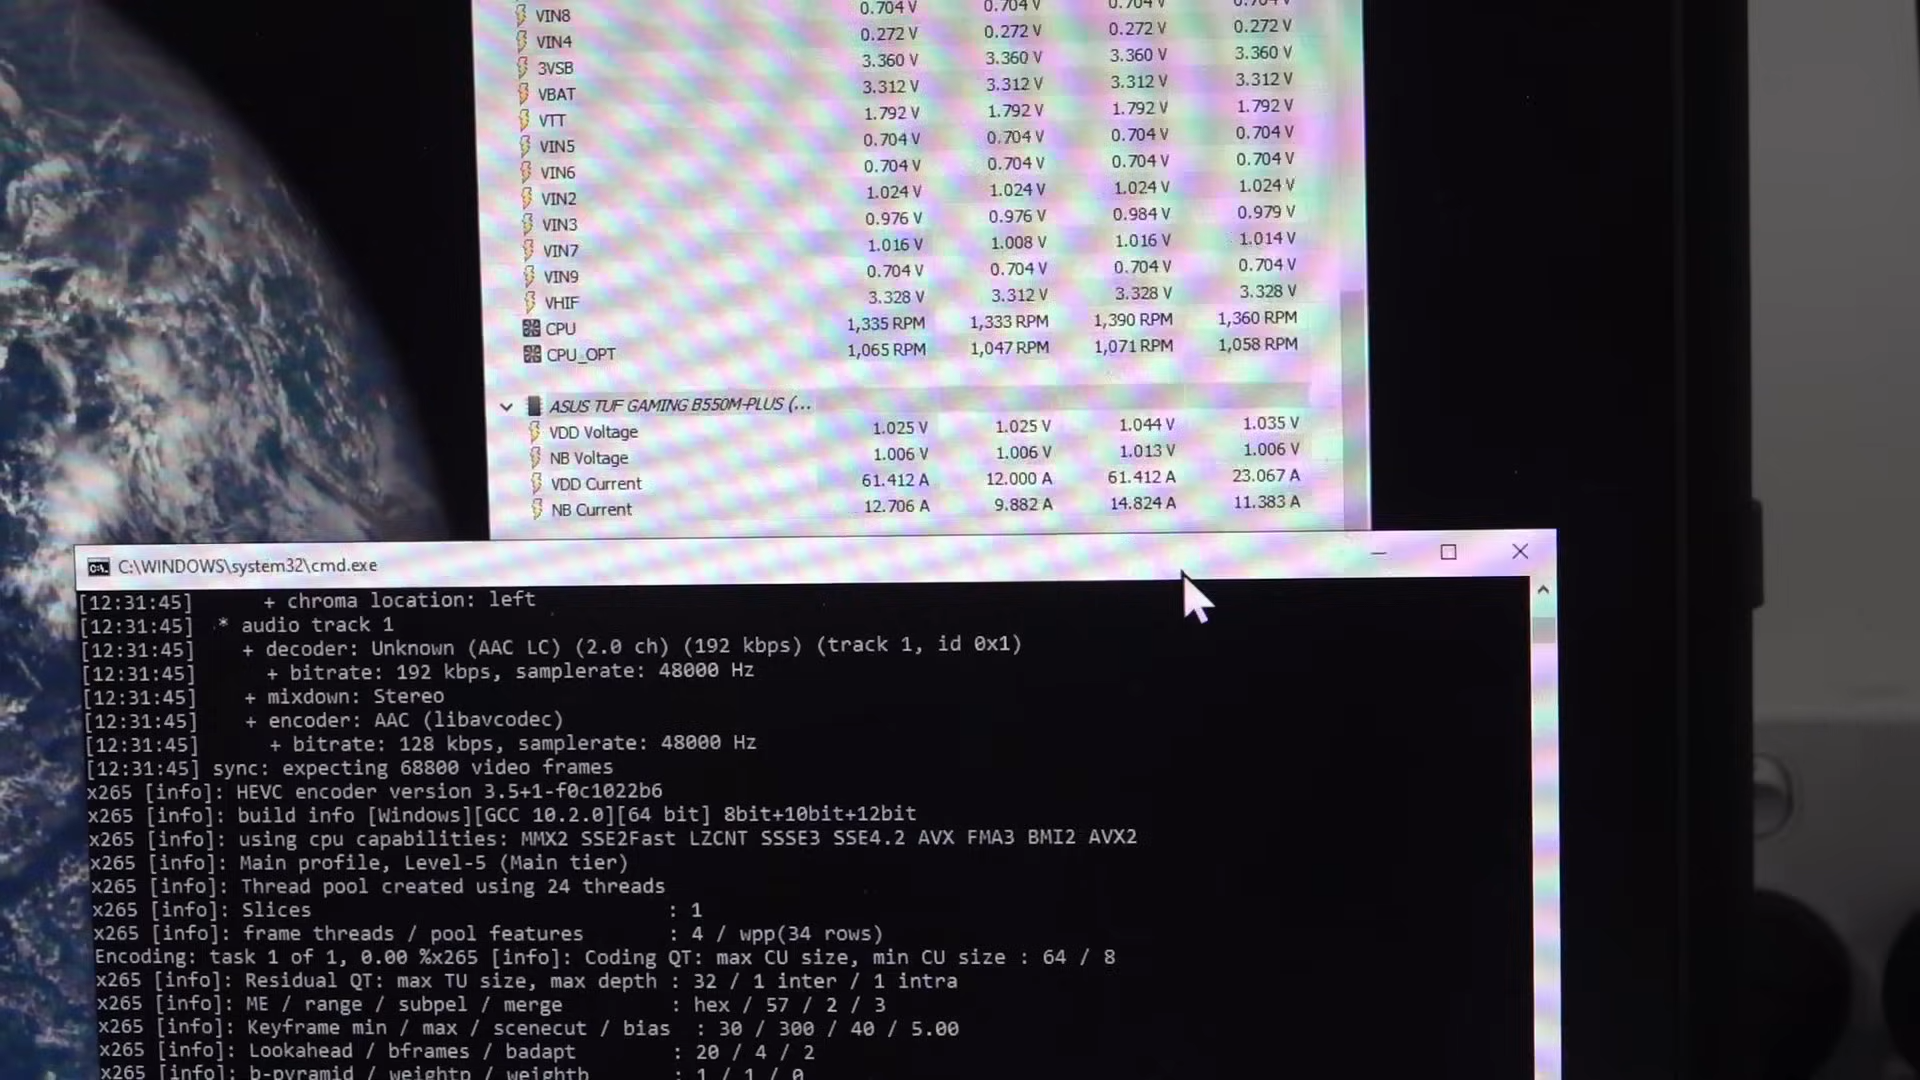 VIN8 0.704 V 0.704 V 0.704 V 0.704 V
VIN4 0.272 V 0.272 V 0.272 V 0.272 V
3VSB 3.360 V 3.360 V 3.360 V 3.360 V
VBAT 3.312 V 3.312 V 3.312 V 3.312 V
VTT 1.792 V 1.792 V 1.792 V 1.792 V
VIN5 0.704 V 0.704 V 0.704 V 0.704 V
VIN6 0.704 V 0.704 V 0.704 V 0.704 V
VIN2 1.024 V 1.024 V 1.024 V 1.024 V
VIN3 0.976 V 0.976 V 0.984 V 0.979 V
VIN7 1.016 V 1.008 V 1.016 V 1.014 V
VIN9 0.704 V 0.704 V 0.704 V 0.704 V
VHIF 3.328 V 3.312 V 3.328 V 3.328 V
CPU 1,335 RPM 1,333 RPM 1,390 RPM 1,360 RPM
CPU_OPT 1,065 RPM 1,047 RPM 1,071 RPM 1,058 RPM
ASUS TUF GAMING B550M-PLUS (...
VDD Voltage 1.025 V 1.025 V 1.044 V 1.035 V
NB Voltage 1.006 V 1.006 V 1.013 V 1.006 V
VDD Current 61.412 A 12.000 A 61.412 A 23.067 A
NB Current 12.706 A 9.882 A 14.824 A 11.383 A
C:\WINDOWS\system32\cmd.exe
[12:31:45] + chroma location: left
[12:31:45] * audio track 1
[12:31:45] + decoder: Unknown (AAC LC) (2.0 ch) (192 kbps) (track 1, id 0x1)
[12:31:45] + bitrate: 192 kbps, samplerate: 48000 Hz
[12:31:45] + mixdown: Stereo
[12:31:45] + encoder: AAC (libavcodec)
[12:31:45] + bitrate: 128 kbps, samplerate: 48000 Hz
[12:31:45] sync: expecting 68800 video frames
x265 [info]: HEVC encoder version 3.5+1-f0c1022b6
x265 [info]: build info [Windows][GCC 10.2.0][64 bit] 8bit+10bit+12bit
x265 [info]: using cpu capabilities: MMX2 SSE2Fast LZCNT SSSE3 SSE4.2 AVX FMA3 BMI2 AVX2
x265 [info]: Main profile, Level-5 (Main tier)
x265 [info]: Thread pool created using 24 threads
x265 [info]: Slices : 1
x265 [info]: frame threads / pool features : 4 / wpp(34 rows)
Encoding: task 1 of 1, 0.00 %x265 [info]: Coding QT: max CU size, min CU size : 64 / 8
x265 [info]: Residual QT: max TU size, max depth : 32 / 1 inter / 1 intra
x265 [info]: ME / range / subpel / merge : hex / 57 / 2 / 3
x265 [info]: Keyframe min / max / scenecut / bias : 30 / 300 / 40 / 5.00
x265 [info]: Lookahead / bframes / badapt : 20 / 4 / 2
x265 [info]: b-pyramid / weightp / weightb : 1 / 1 / 0